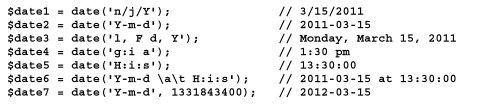 $date1 = date('n/j/Y'); // 3/15/2011
$date2 = date('Y-m-d'); // 2011-03-15
$date3 = date('l, F d, Y'); // Monday, March 15, 2011
$date4 = date('g:i a'); // 1:30 pm
$date5 = date('H:i:s'); // 13:30:00
$date6 = date('Y-m-d \a\t H:i:s'); // 2011-03-15 at 13:30:00
$date7 = date('Y-m-d', 1331843400); // 2012-03-15